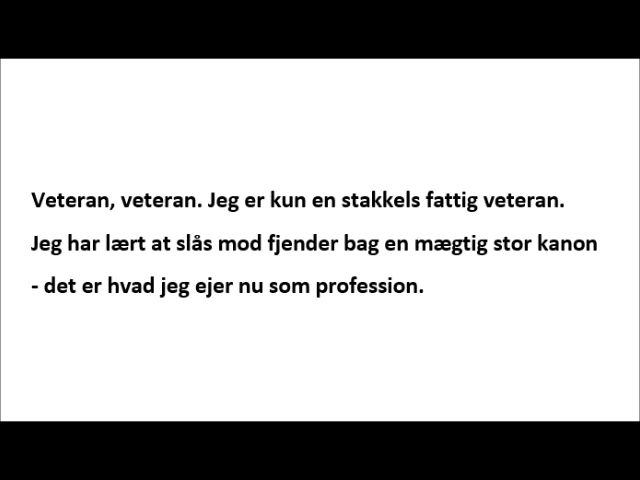 Veteran, veteran. Jeg er kun en stakkels fattig veteran.
Jeg har lært at slås mod fjender bag en mægtig stor kanon
- det er hvad jeg ejer nu som profession.